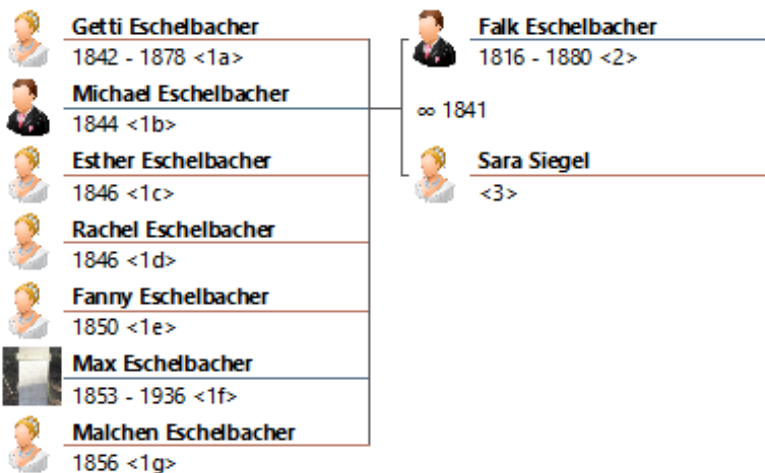 Getti Eschelbacher
1842 - 1878 <1a>
Michael Eschelbacher
1844 <1b>
Esther Eschelbacher
1846 <1c>
Rachel Eschelbacher
1846 <1d>
Fanny Eschelbacher
1850 <1e>
Max Eschelbacher
1853 - 1936 <1f>
Malchen Eschelbacher
1856 <1g>
Falk Eschelbacher
1816 - 1880 <2>
∞ 1841
Sara Siegel
<3>